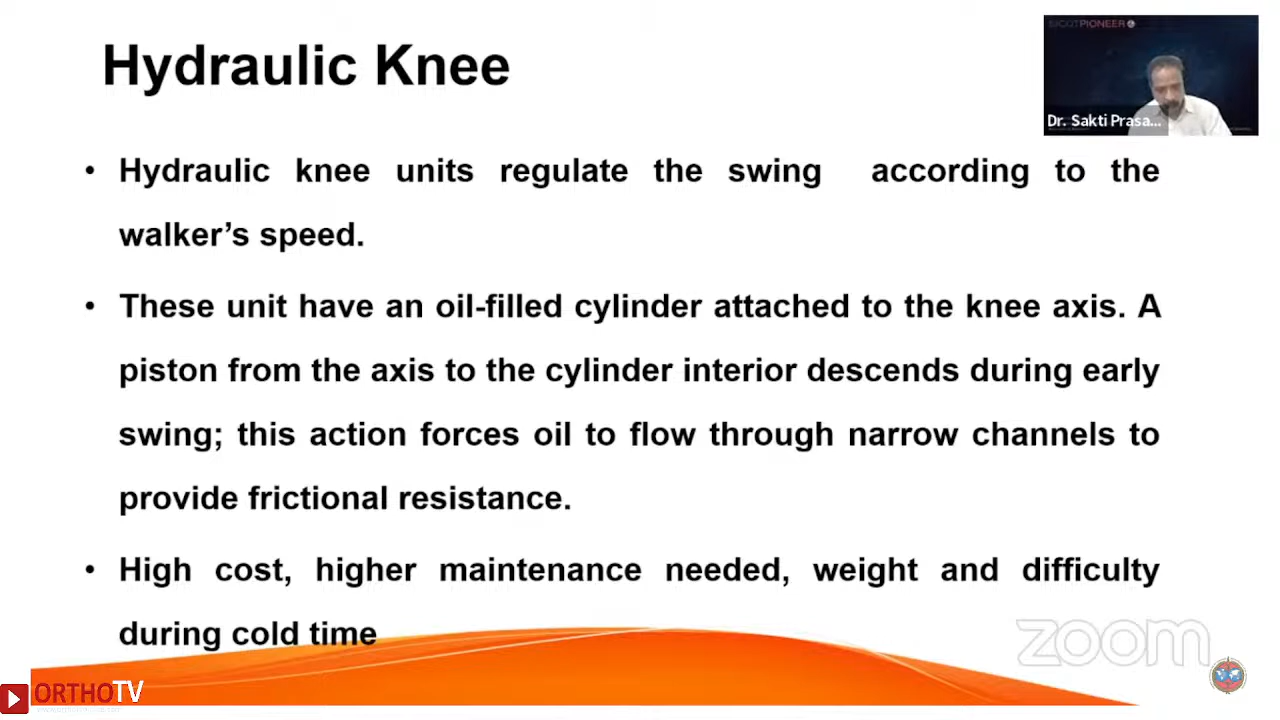 Hydraulic Knee
SICOTPIONEER
Dr. Sakti Prasa...
• Hydraulic knee units regulate the swing according to the
walker’s speed.
• These unit have an oil-filled cylinder attached to the knee axis. A
piston from the axis to the cylinder interior descends during early
swing; this action forces oil to flow through narrow channels to
provide frictional resistance.
• High cost, higher maintenance needed, weight and difficulty
during cold time
zoom
ORTHOTV